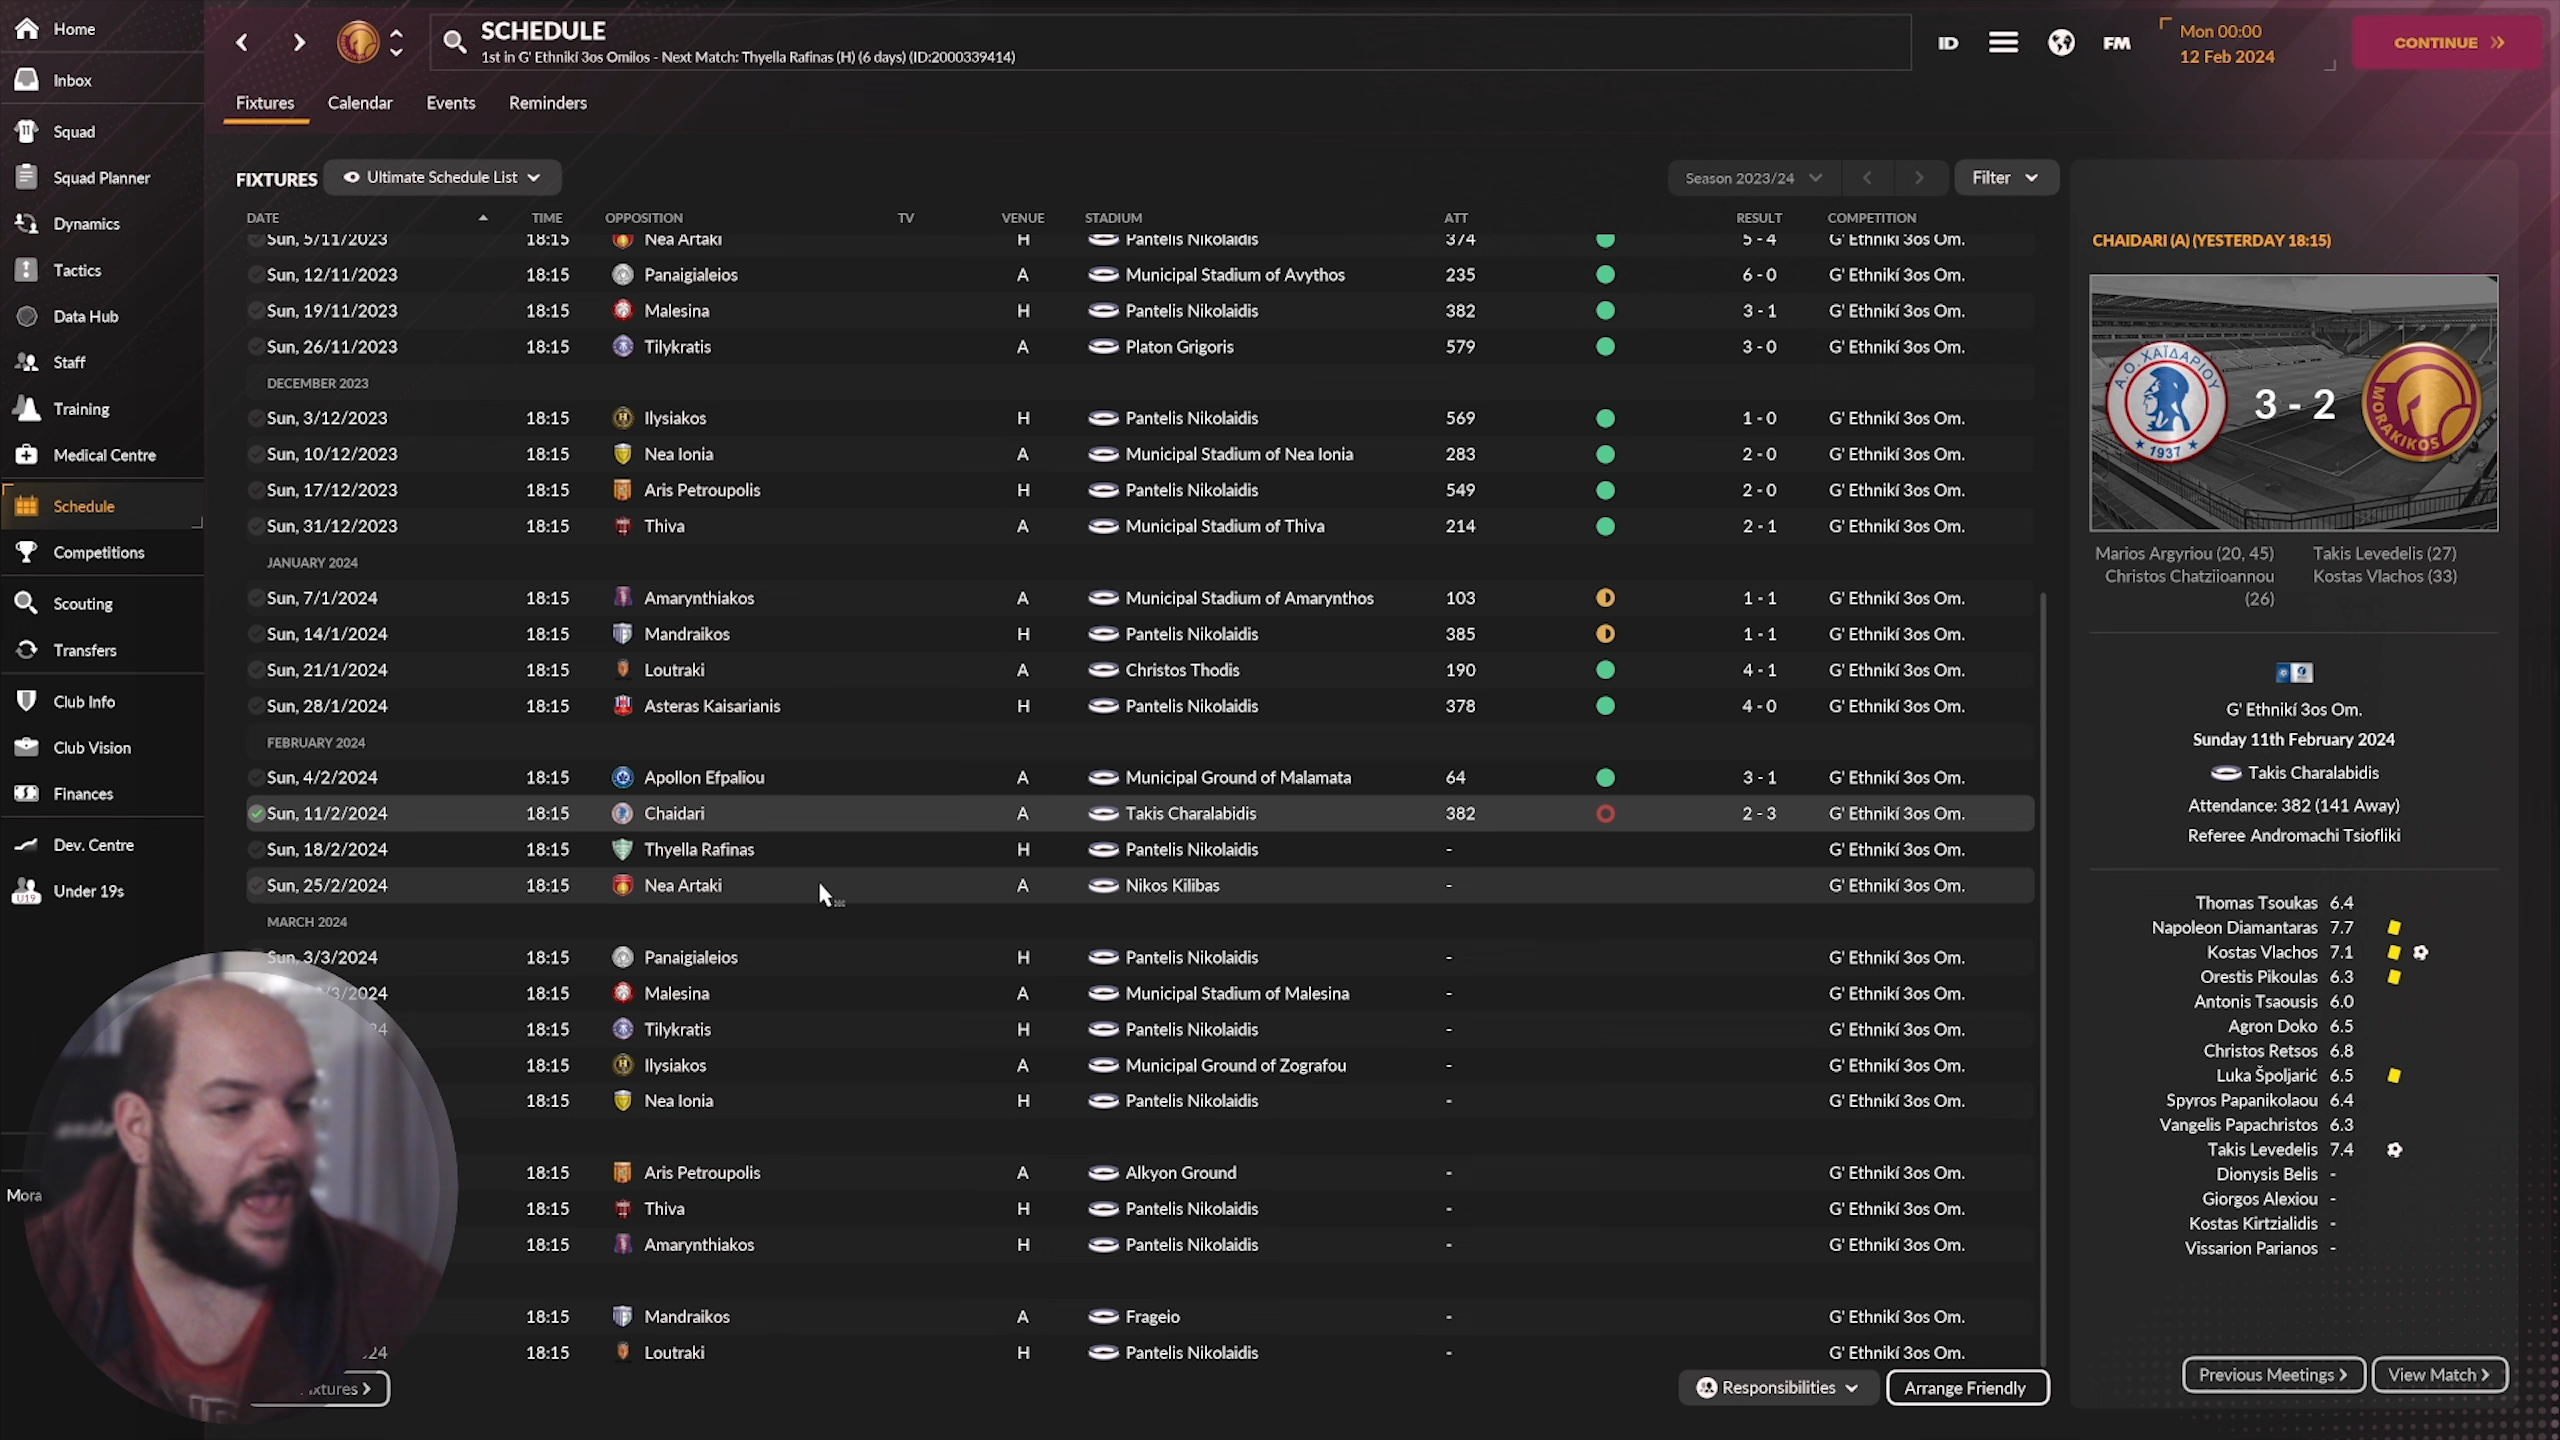 Home
Inbox
Squad
Squad Planner
Dynamics
Tactics
Data Hub
Staff
Training
Medical Centre
Schedule
Competitions
Scouting
Transfers
Club Info
Club Vision
Finances
Dev. Centre
Under 19s
Mora
SCHEDULE
1st in G' Ethnikí 3os Omilos - Next Match: Thyella Rafinas (H) (6 days) (ID:2000339414)
ID
FM
Mon 00:00
12 Feb 2024
CONTINUE
Fixtures Calendar Events Reminders
FIXTURES Ultimate Schedule List Season 2023/24 Filter
DATE TIME OPPOSITION TV VENUE STADIUM ATT RESULT COMPETITION
Sun, 5/11/2023 18:15 Nea Artaki H Pantelis Nikolaidis 374 5 - 4 G' Ethnikí 3os Om.
Sun, 12/11/2023 18:15 Panaigialeios A Municipal Stadium of Avythos 235 6 - 0 G' Ethnikí 3os Om.
Sun, 19/11/2023 18:15 Malesina H Pantelis Nikolaidis 382 3 - 1 G' Ethnikí 3os Om.
Sun, 26/11/2023 18:15 Tilykratis A Platon Grigoris 579 3 - 0 G' Ethnikí 3os Om.
DECEMBER 2023
Sun, 3/12/2023 18:15 Ilysiakos H Pantelis Nikolaidis 569 1 - 0 G' Ethnikí 3os Om.
Sun, 10/12/2023 18:15 Nea Ionia A Municipal Stadium of Nea Ionia 283 2 - 0 G' Ethnikí 3os Om.
Sun, 17/12/2023 18:15 Aris Petroupolis H Pantelis Nikolaidis 549 2 - 0 G' Ethnikí 3os Om.
Sun, 31/12/2023 18:15 Thiva A Municipal Stadium of Thiva 214 2 - 1 G' Ethnikí 3os Om.
JANUARY 2024
Sun, 7/1/2024 18:15 Amarynthiakos A Municipal Stadium of Amarynthos 103 1 - 1 G' Ethnikí 3os Om.
Sun, 14/1/2024 18:15 Mandraikos H Pantelis Nikolaidis 385 1 - 1 G' Ethnikí 3os Om.
Sun, 21/1/2024 18:15 Loutraki A Christos Thodis 190 4 - 1 G' Ethnikí 3os Om.
Sun, 28/1/2024 18:15 Asteras Kaisarianis H Pantelis Nikolaidis 378 4 - 0 G' Ethnikí 3os Om.
FEBRUARY 2024
Sun, 4/2/2024 18:15 Apollon Efpaliou A Municipal Ground of Malamata 64 3 - 1 G' Ethnikí 3os Om.
Sun, 11/2/2024 18:15 Chaidari A Takis Charalabidis 382 2 - 3 G' Ethnikí 3os Om.
Sun, 18/2/2024 18:15 Thyella Rafinas H Pantelis Nikolaidis - G' Ethnikí 3os Om.
Sun, 25/2/2024 18:15 Nea Artaki A Nikos Kilibas - G' Ethnikí 3os Om.
MARCH 2024
Sun, 3/3/2024 18:15 Panaigialeios H Pantelis Nikolaidis - G' Ethnikí 3os Om.
/3/2024 18:15 Malesina A Municipal Stadium of Malesina - G' Ethnikí 3os Om.
24 18:15 Tilykratis H Pantelis Nikolaidis - G' Ethnikí 3os Om.
18:15 Ilysiakos A Municipal Ground of Zografou - G' Ethnikí 3os Om.
18:15 Nea Ionia H Pantelis Nikolaidis - G' Ethnikí 3os Om.
18:15 Aris Petroupolis A Alkyon Ground - G' Ethnikí 3os Om.
18:15 Thiva H Pantelis Nikolaidis - G' Ethnikí 3os Om.
18:15 Amarynthiakos H Pantelis Nikolaidis - G' Ethnikí 3os Om.
18:15 Mandraikos A Frageio - G' Ethnikí 3os Om.
24 18:15 Loutraki H Pantelis Nikolaidis - G' Ethnikí 3os Om.
ixtures Responsibilities Arrange Friendly
CHAIDARI (A) (YESTERDAY 18:15)
Α.Ο. ΧΑΪΔΑΡΙΟΥ
1937
3 - 2
MORAKIKOS
Marios Argyriou (20, 45) Takis Levedelis (27)
Christos Chatziioannou Kostas Vlachos (33)
(26)
G' Ethnikí 3os Om.
Sunday 11th February 2024
Takis Charalabidis
Attendance: 382 (141 Away)
Referee Andromachi Tsiofliki
Thomas Tsoukas 6.4
Napoleon Diamantaras 7.7
Kostas Vlachos 7.1
Orestis Pikoulas 6.3
Antonis Tsaousis 6.0
Agron Doko 6.5
Christos Retsos 6.8
Luka Špoljarić 6.5
Spyros Papanikolaou 6.4
Vangelis Papachristos 6.3
Takis Levedelis 7.4
Dionysis Belis -
Giorgos Alexiou -
Kostas Kirtzialidis -
Vissarion Parianos -
Previous Meetings View Match